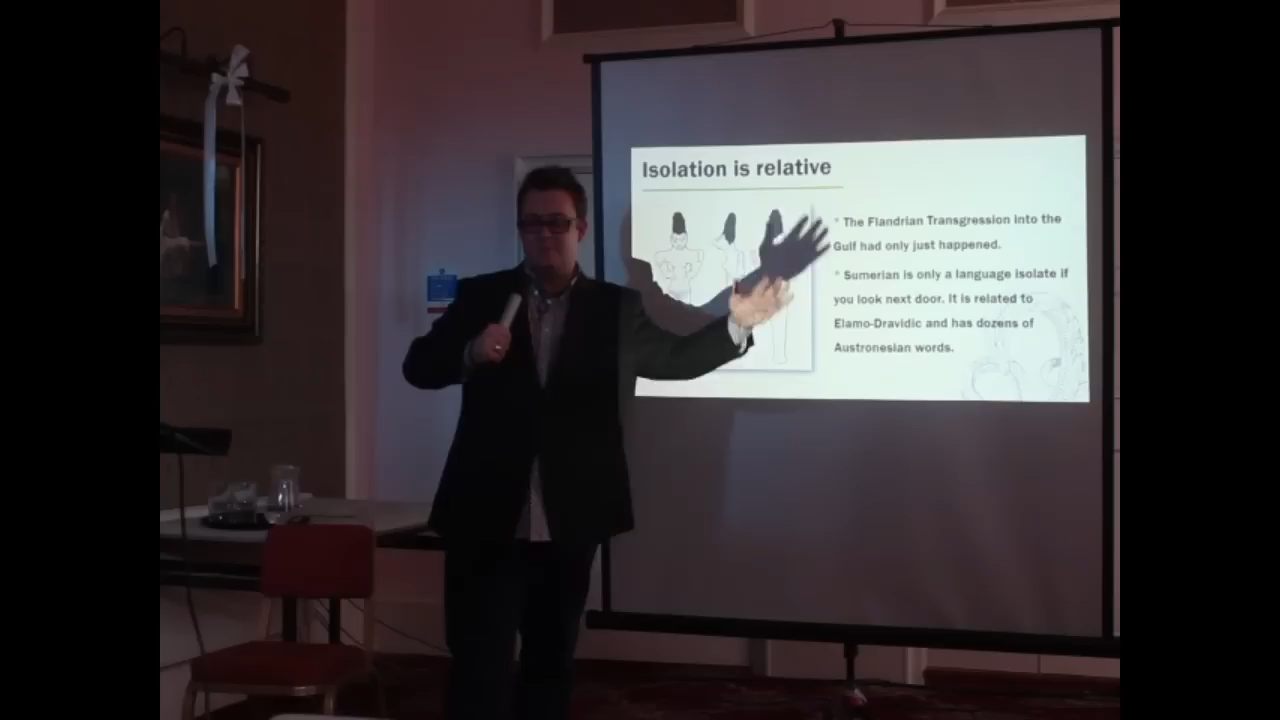 Isolation is relative
* The Flandrian Transgression into the
Gulf had only just happened.
* Sumerian is only a language isolate if
you look next door. It is related to
Elamo-Dravidic and has dozens of
Austronesian words.